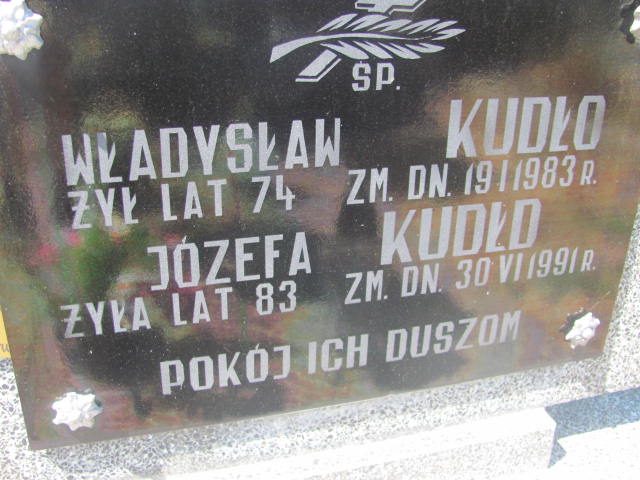 ŚP.
WŁADYSŁAW KUDŁO
ŻYŁ LAT 74 ZM. DN. 19 I 1983 R.
JÓZEFA KUDŁO
ŻYŁA LAT 83 ZM. DN. 30 VI 1991 R.
POKÓJ ICH DUSZOM